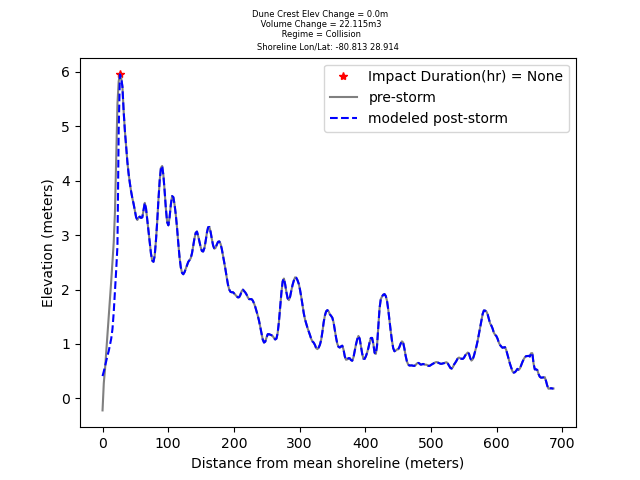 Dune Crest Elev Change = 0.0m
Volume Change = 22.115m3
Regime = Collision
Shoreline Lon/Lat: -80.813 28.914
Impact Duration(hr) = None
pre-storm
modeled post-storm
6
5
4
3
2
1
0
Elevation (meters)
0 100 200 300 400 500 600 700
Distance from mean shoreline (meters)